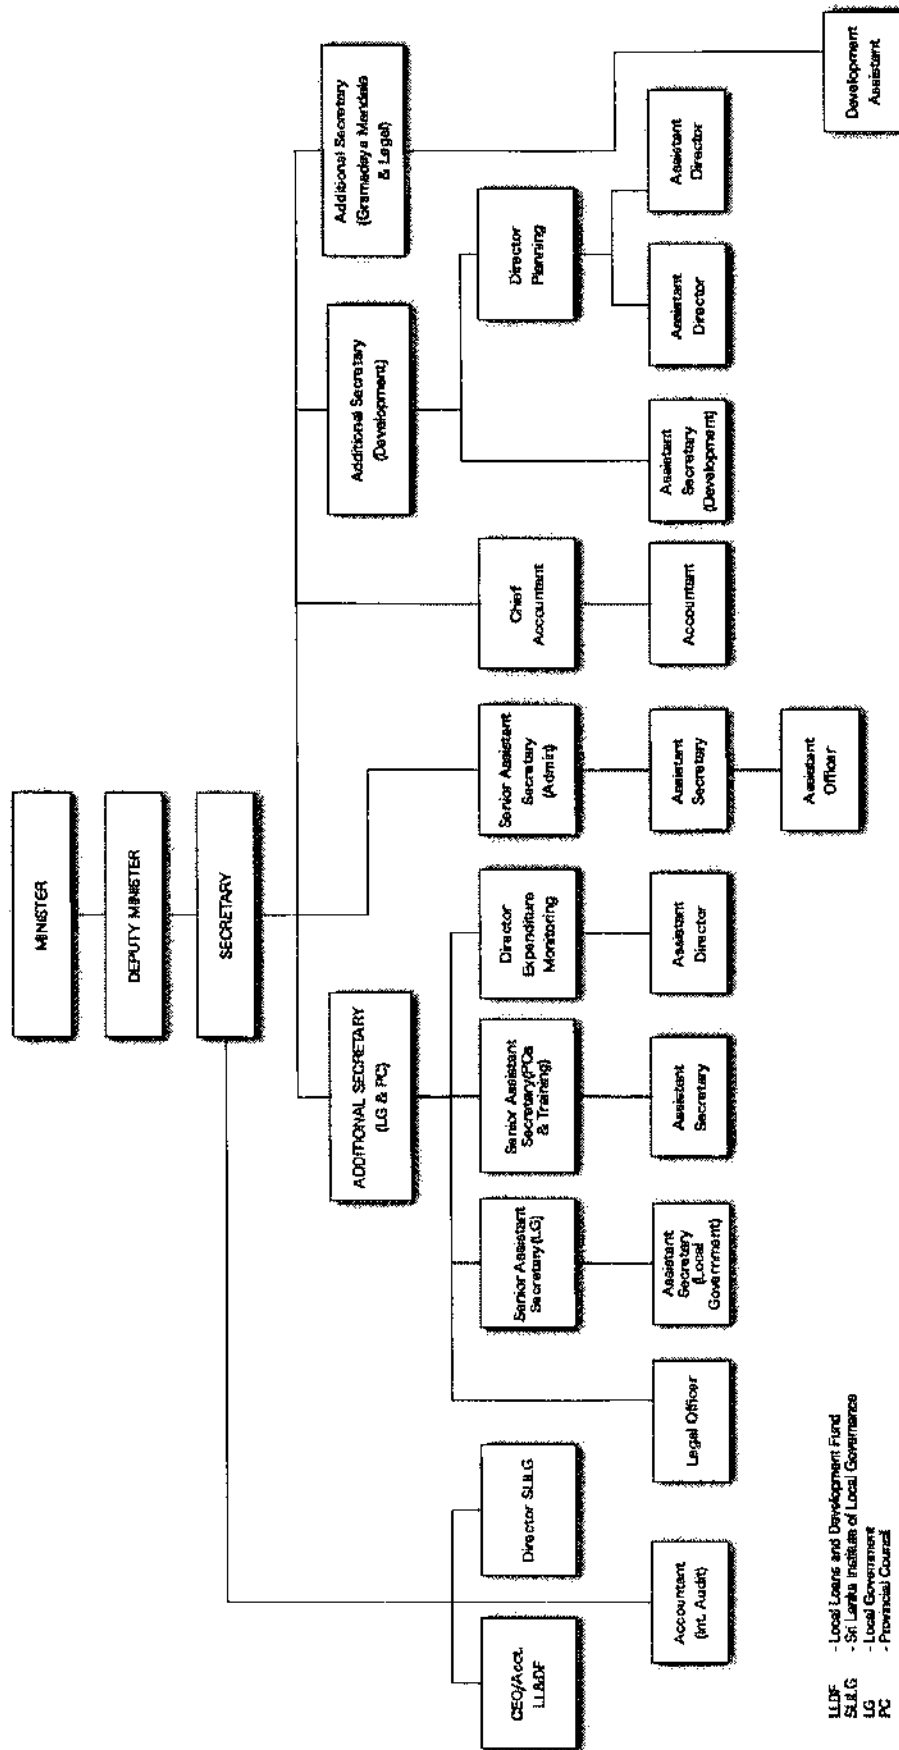 MINISTER
DEPUTY MINISTER
SECRETARY
ADDITIONAL SECRETARY
(LG & PC)
Additional Secretary
(Development)
Additional Secretary
(Gramadaya Mandala
& Legal)
CEO/Acct.
LL&DF
Director SLILG
Senior Assistant
Secretary (LG)
Senior Assistant
Secretary (PCs
& Training)
Director
Expenditure
Monitoring
Senior Assistant
Secretary
(Admin)
Chief
Accountant
Director
Planning
Accountant
(Int. Audit)
Legal Officer
Assistant
Secretary
(Local
Government)
Assistant
Secretary
Assistant
Director
Assistant
Secretary
Accountant
Assistant
Secretary
(Development)
Assistant
Director
Assistant
Director
Assistant
Officer
Development
Assistant
LLDF - Local Loans and Development Fund
SLILG - Sri Lanka Institute of Local Governance
LG - Local Government
PC - Provincial Council